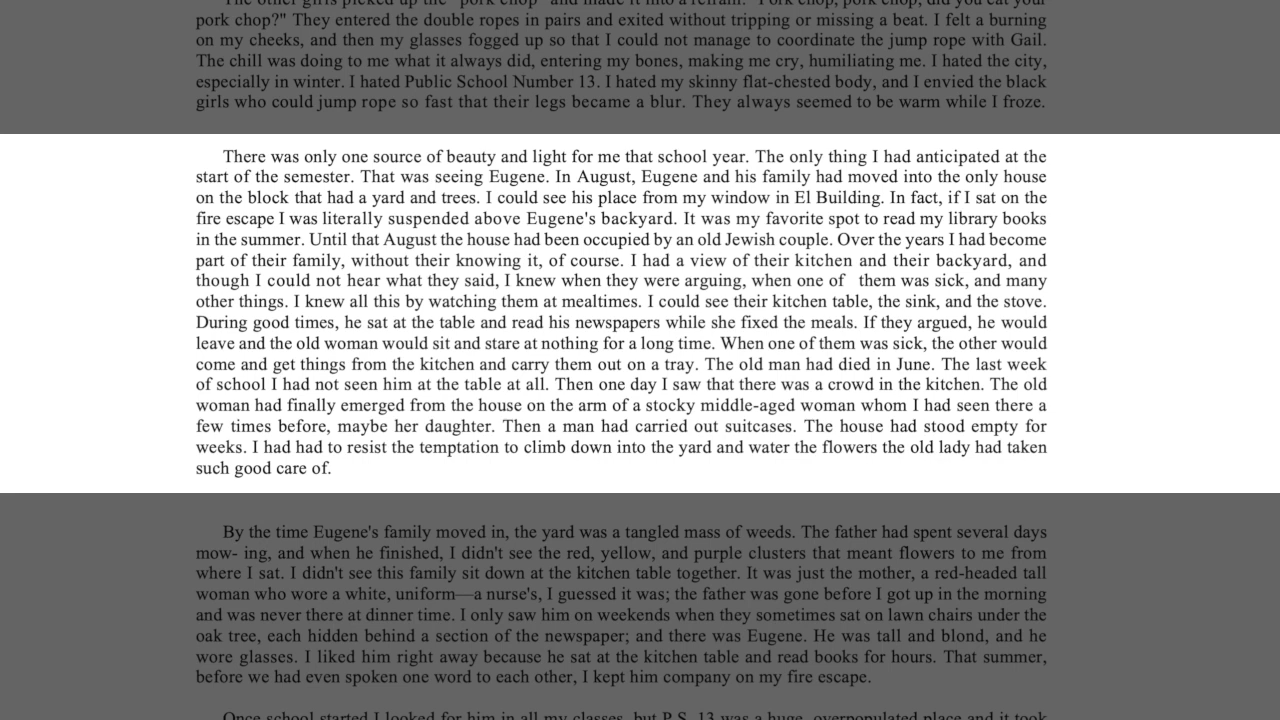 The other girls picked up the "pork chop" and made it into a refrain: "Pork chop, pork chop, did you eat your
pork chop?" They entered the double ropes in pairs and exited without tripping or missing a beat. I felt a burning
on my cheeks, and then my glasses fogged up so that I could not manage to coordinate the jump rope with Gail.
The chill was doing to me what it always did, entering my bones, making me cry, humiliating me. I hated the city,
especially in winter. I hated Public School Number 13. I hated my skinny flat-chested body, and I envied the black
girls who could jump rope so fast that their legs became a blur. They always seemed to be warm while I froze.
There was only one source of beauty and light for me that school year. The only thing I had anticipated at the
start of the semester. That was seeing Eugene. In August, Eugene and his family had moved into the only house
on the block that had a yard and trees. I could see his place from my window in El Building. In fact, if I sat on the
fire escape I was literally suspended above Eugene's backyard. It was my favorite spot to read my library books
in the summer. Until that August the house had been occupied by an old Jewish couple. Over the years I had become
part of their family, without their knowing it, of course. I had a view of their kitchen and their backyard, and
though I could not hear what they said, I knew when they were arguing, when one of them was sick, and many
other things. I knew all this by watching them at mealtimes. I could see their kitchen table, the sink, and the stove.
During good times, he sat at the table and read his newspapers while she fixed the meals. If they argued, he would
leave and the old woman would sit and stare at nothing for a long time. When one of them was sick, the other would
come and get things from the kitchen and carry them out on a tray. The old man had died in June. The last week
of school I had not seen him at the table at all. Then one day I saw that there was a crowd in the kitchen. The old
woman had finally emerged from the house on the arm of a stocky middle-aged woman whom I had seen there a
few times before, maybe her daughter. Then a man had carried out suitcases. The house had stood empty for
weeks. I had had to resist the temptation to climb down into the yard and water the flowers the old lady had taken
such good care of.
By the time Eugene's family moved in, the yard was a tangled mass of weeds. The father had spent several days
mow- ing, and when he finished, I didn't see the red, yellow, and purple clusters that meant flowers to me from
where I sat. I didn't see this family sit down at the kitchen table together. It was just the mother, a red-headed tall
woman who wore a white, uniform—a nurse's, I guessed it was; the father was gone before I got up in the morning
and was never there at dinner time. I only saw him on weekends when they sometimes sat on lawn chairs under the
oak tree, each hidden behind a section of the newspaper; and there was Eugene. He was tall and blond, and he
wore glasses. I liked him right away because he sat at the kitchen table and read books for hours. That summer,
before we had even spoken one word to each other, I kept him company on my fire escape.
Once school started I looked for him in all my classes, but P.S. 13 was a huge, overpopulated place and it took